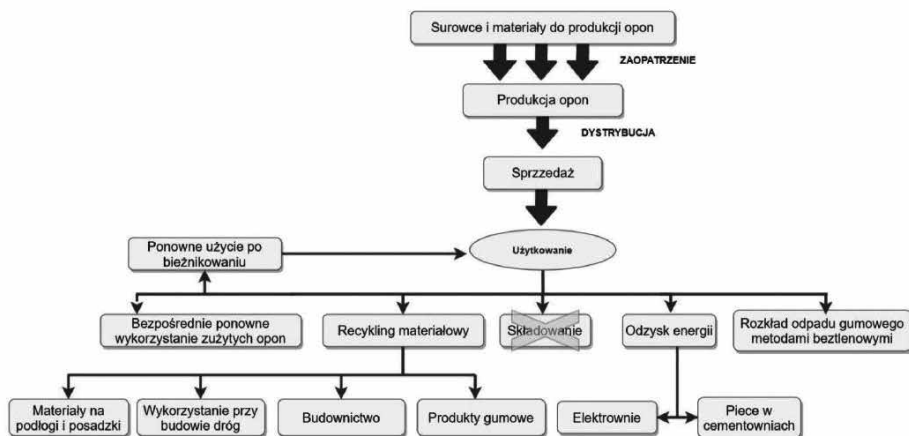 Surowce i materiały do produkcji opon
ZAOPATRZENIE
Produkcja opon
DYSTRYBUCJA
Sprzzedaż
Użytkowanie
Ponowne użycie po
bieżnikowaniu
Bezpośrednie ponowne
wykorzystanie zużytych opon
Recykling materiałowy
Składowanie
Odzysk energii
Rozkład odpadu gumowego
metodami beztlenowymi
Materiały na
podłogi i posadzki
Wykorzystanie przy
budowie dróg
Budownictwo
Produkty gumowe
Elektrownie
Piece w
cementowniach